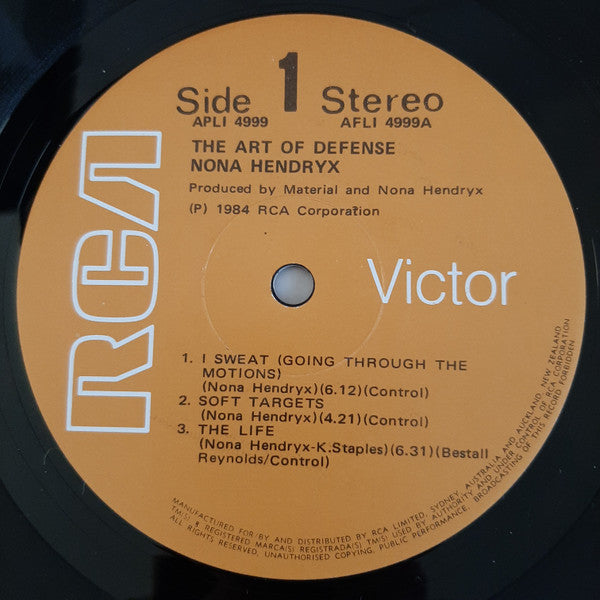 Side 1 Stereo
APLI 4999 AFLI 4999A
THE ART OF DEFENSE
NONA HENDRYX
Produced by Material and Nona Hendryx
(P) 1984 RCA Corporation
RCA
Victor
1. I SWEAT (GOING THROUGH THE
MOTIONS)
(Nona Hendryx)(6.12)(Control)
2. SOFT TARGETS
(Nona Hendryx)(4.21)(Control)
3. THE LIFE
(Nona Hendryx-K.Staples)(6.31)(Bestall
Reynolds/Control)
MANUFACTURED FOR/BY AND DISTRIBUTED BY RCA LIMITED, SYDNEY, AUSTRALIA AND AUCKLAND, NEW ZEALAND
TM(S) ® REGISTERED MARCA(S) REGISTRADA(S) TM(S) USED BY AUTHORITY AND UNDER CONTROL OF RCA CORPORATION
ALL RIGHTS RESERVED, UNAUTHORISED COPYING, PUBLIC PERFORMANCE, BROADCASTING OF THIS RECORD FORBIDDEN